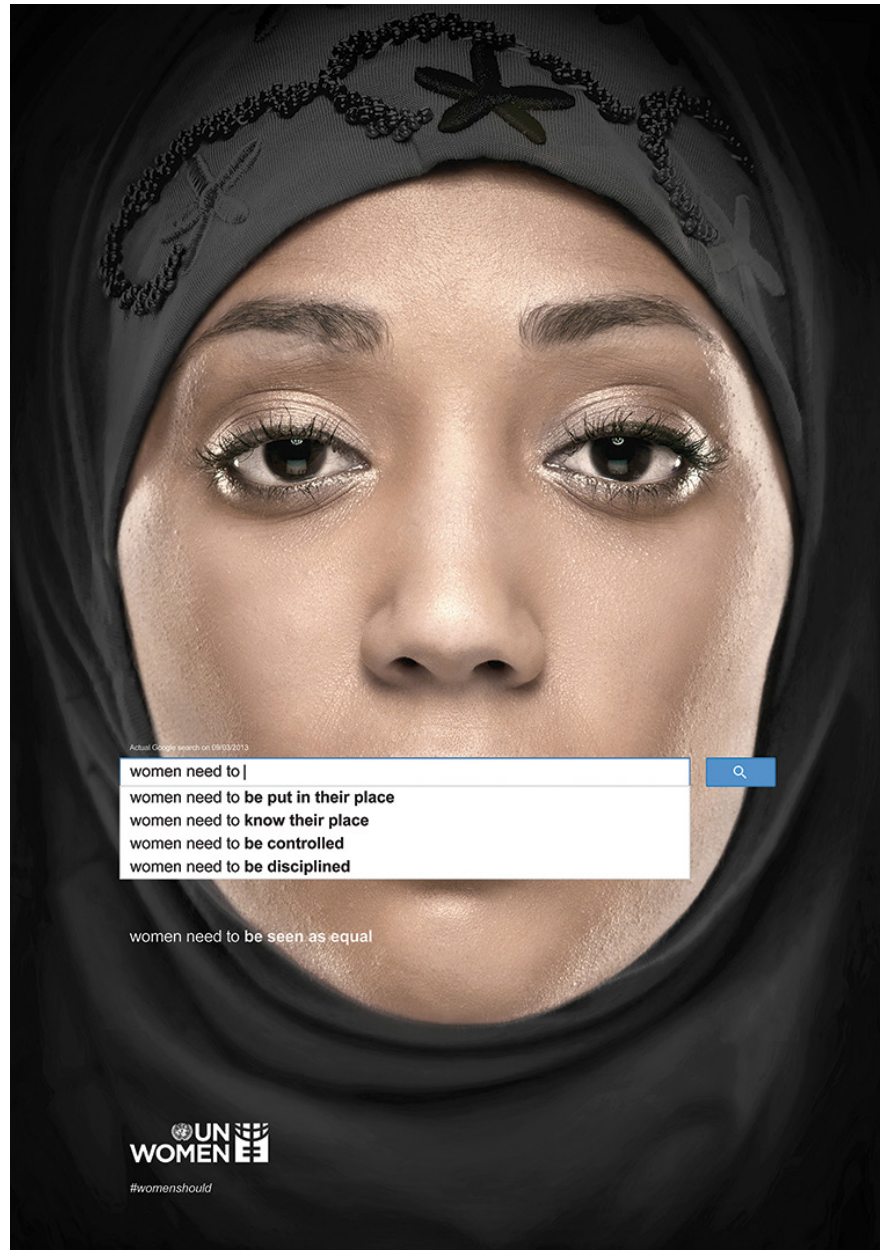 Actual Google search on 09/03/2013
women need to
women need to be put in their place
women need to know their place
women need to be controlled
women need to be disciplined
women need to be seen as equal
UN
WOMEN
#womenshould